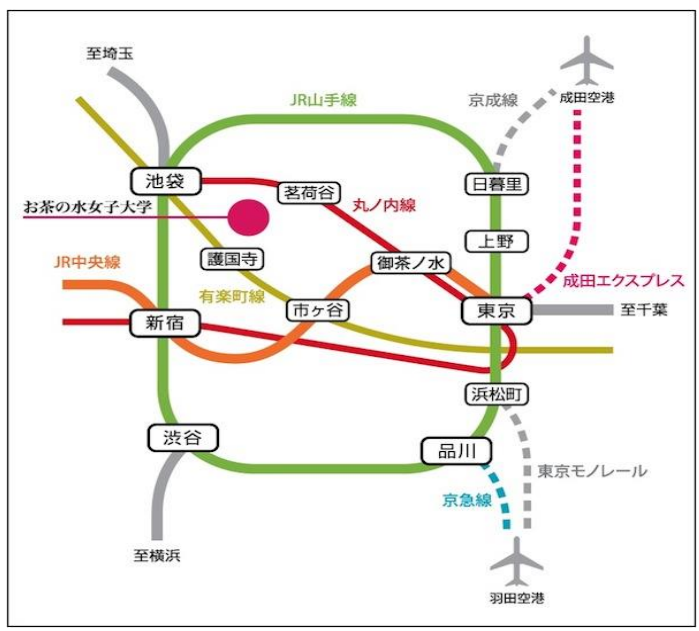 至埼玉
JR山手線
京成線
成田空港
池袋
茗荷谷
日暮里
お茶の水女子大学
丸ノ内線
上野
護国寺
御茶ノ水
JR中央線
成田エクスプレス
有楽町線
市ヶ谷
東京
至千葉
新宿
浜松町
渋谷
品川
東京モノレール
京急線
至横浜
羽田空港